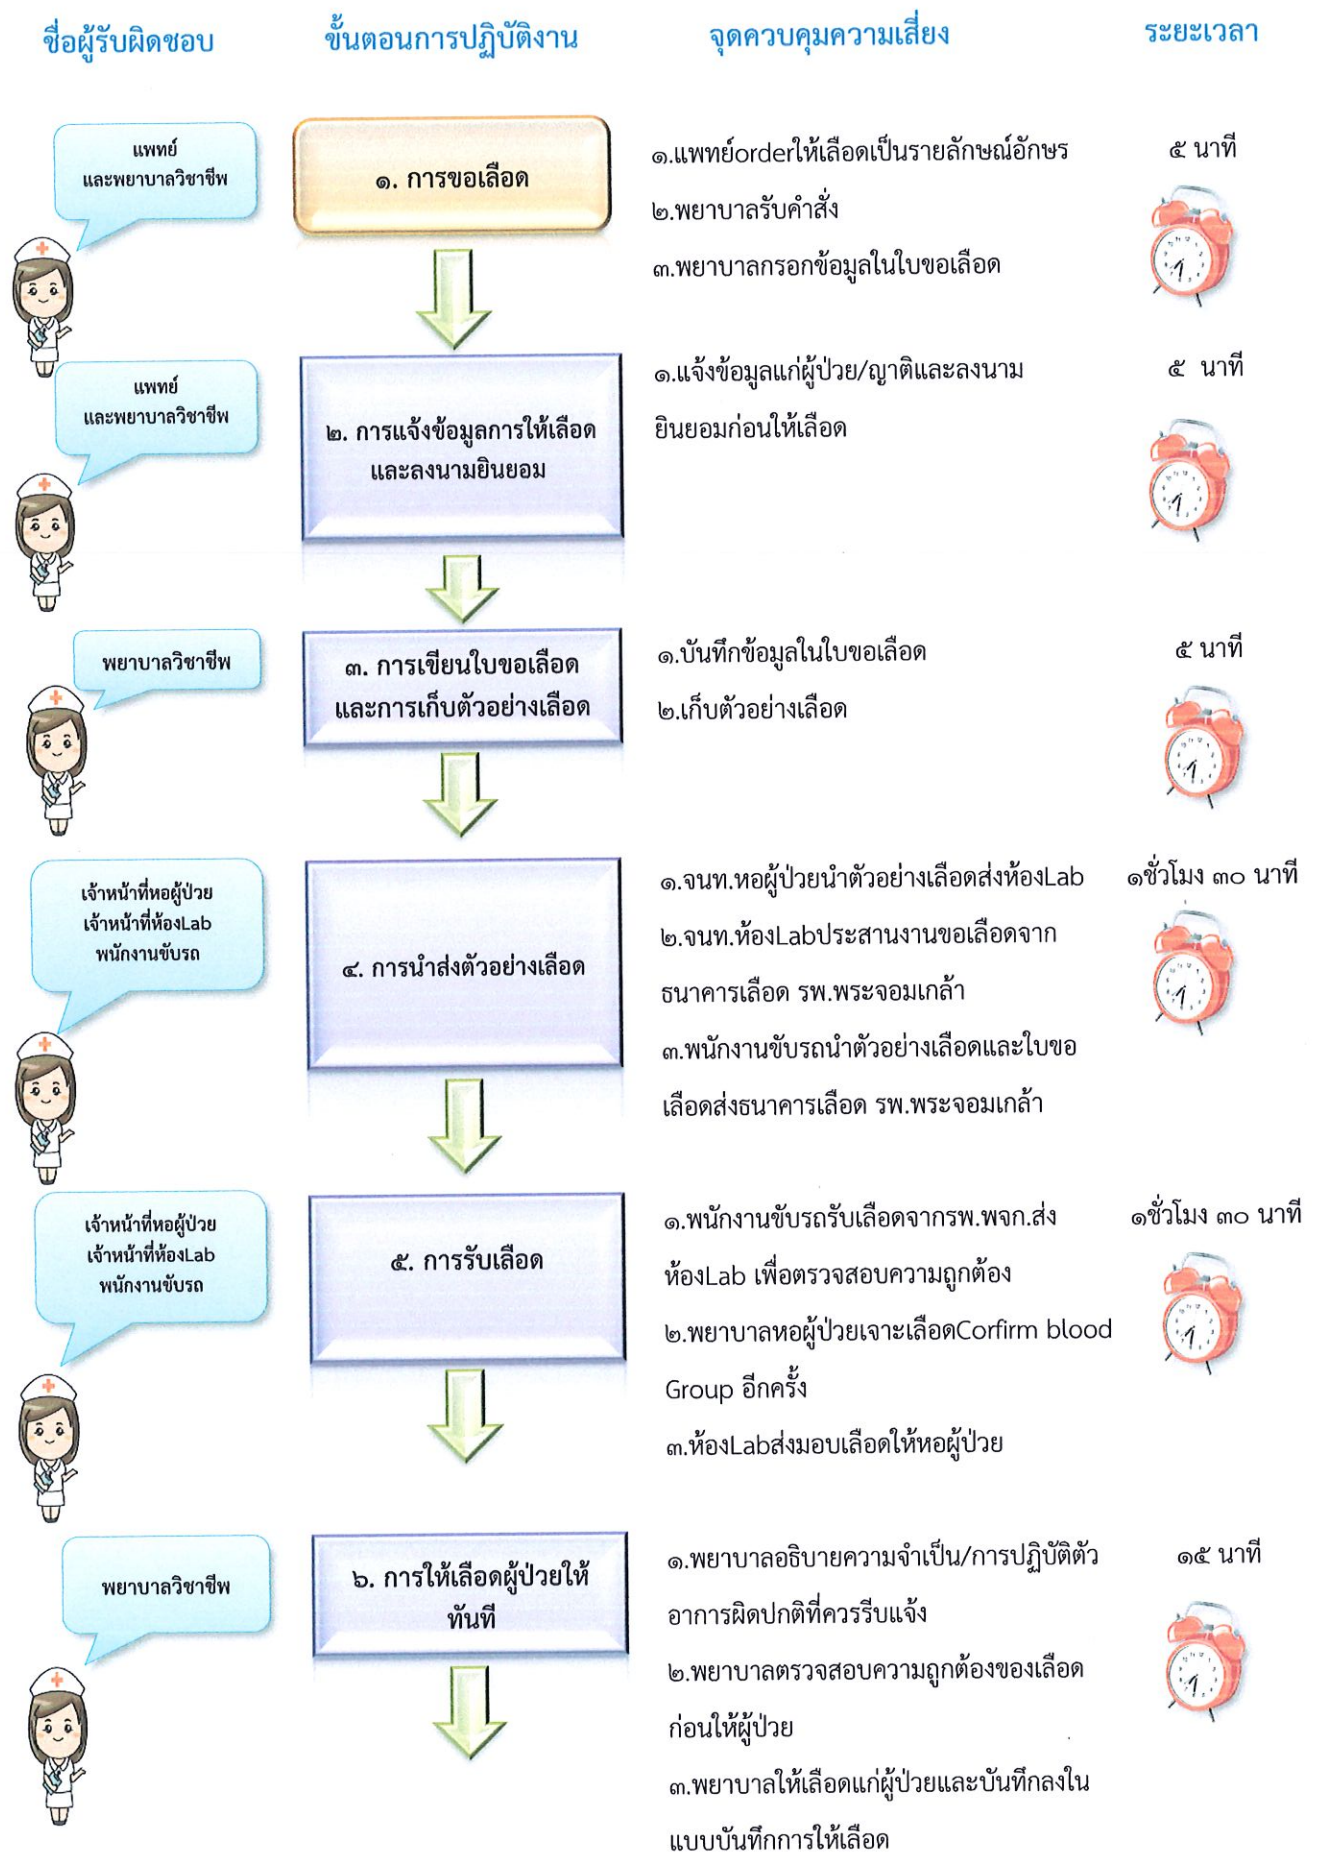 ชื่อผู้รับผิดชอบ
ขั้นตอนการปฏิบัติงาน
จุดควบคุมความเสี่ยง
ระยะเวลา
แพทย์
และพยาบาลวิชาชีพ
๑. การขอเลือด
๑.แพทย์orderให้เลือดเป็นรายลักษณ์อักษร
๒.พยาบาลรับคำสั่ง
๓.พยาบาลกรอกข้อมูลในใบขอเลือด
๕ นาที
แพทย์
และพยาบาลวิชาชีพ
๒. การแจ้งข้อมูลการให้เลือด
และลงนามยินยอม
๑.แจ้งข้อมูลแก่ผู้ป่วย/ญาติและลงนาม
ยินยอมก่อนให้เลือด
๕ นาที
พยาบาลวิชาชีพ
๓. การเขียนใบขอเลือด
และการเก็บตัวอย่างเลือด
๑.บันทึกข้อมูลในใบขอเลือด
๒.เก็บตัวอย่างเลือด
๕ นาที
เจ้าหน้าที่หอผู้ป่วย
เจ้าหน้าที่ห้องLab
พนักงานขับรถ
๔. การนำส่งตัวอย่างเลือด
๑.จนท.หอผู้ป่วยนำตัวอย่างเลือดส่งห้องLab
๒.จนท.ห้องLabประสานงานขอเลือดจาก
ธนาคารเลือด รพ.พระจอมเกล้า
๓.พนักงานขับรถนำตัวอย่างเลือดและใบขอ
เลือดส่งธนาคารเลือด รพ.พระจอมเกล้า
๑ชั่วโมง ๓๐ นาที
เจ้าหน้าที่หอผู้ป่วย
เจ้าหน้าที่ห้องLab
พนักงานขับรถ
๕. การรับเลือด
๑.พนักงานขับรถรับเลือดจากรพ.พจก.ส่ง
ห้องLab เพื่อตรวจสอบความถูกต้อง
๒.พยาบาลหอผู้ป่วยเจาะเลือดCorfirm blood
Group อีกครั้ง
๓.ห้องLabส่งมอบเลือดให้หอผู้ป่วย
๑ชั่วโมง ๓๐ นาที
พยาบาลวิชาชีพ
๖. การให้เลือดผู้ป่วยให้
ทันที
๑.พยาบาลอธิบายความจำเป็น/การปฏิบัติตัว
อาการผิดปกติที่ควรรีบแจ้ง
๒.พยาบาลตรวจสอบความถูกต้องของเลือด
ก่อนให้ผู้ป่วย
๓.พยาบาลให้เลือดแก่ผู้ป่วยและบันทึกลงใน
แบบบันทึกการให้เลือด
๑๕ นาที